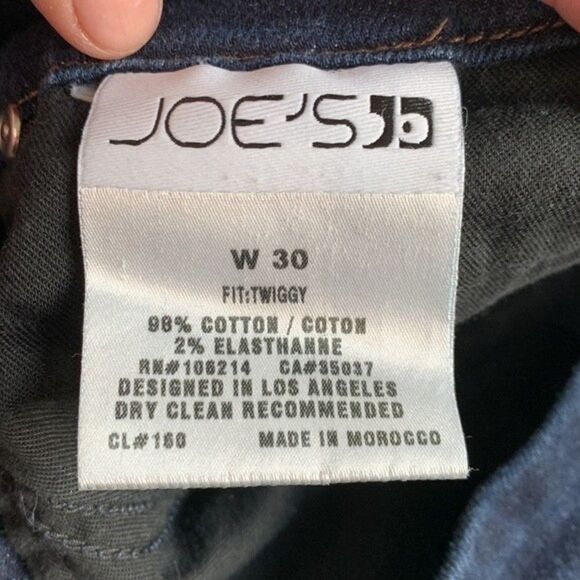 JOE'S
W 30
FIT:TWIGGY
98% COTTON / COTON
2% ELASTHANNE
RN#106214 CA#35037
DESIGNED IN LOS ANGELES
DRY CLEAN RECOMMENDED
CL#160 MADE IN MOROCCO